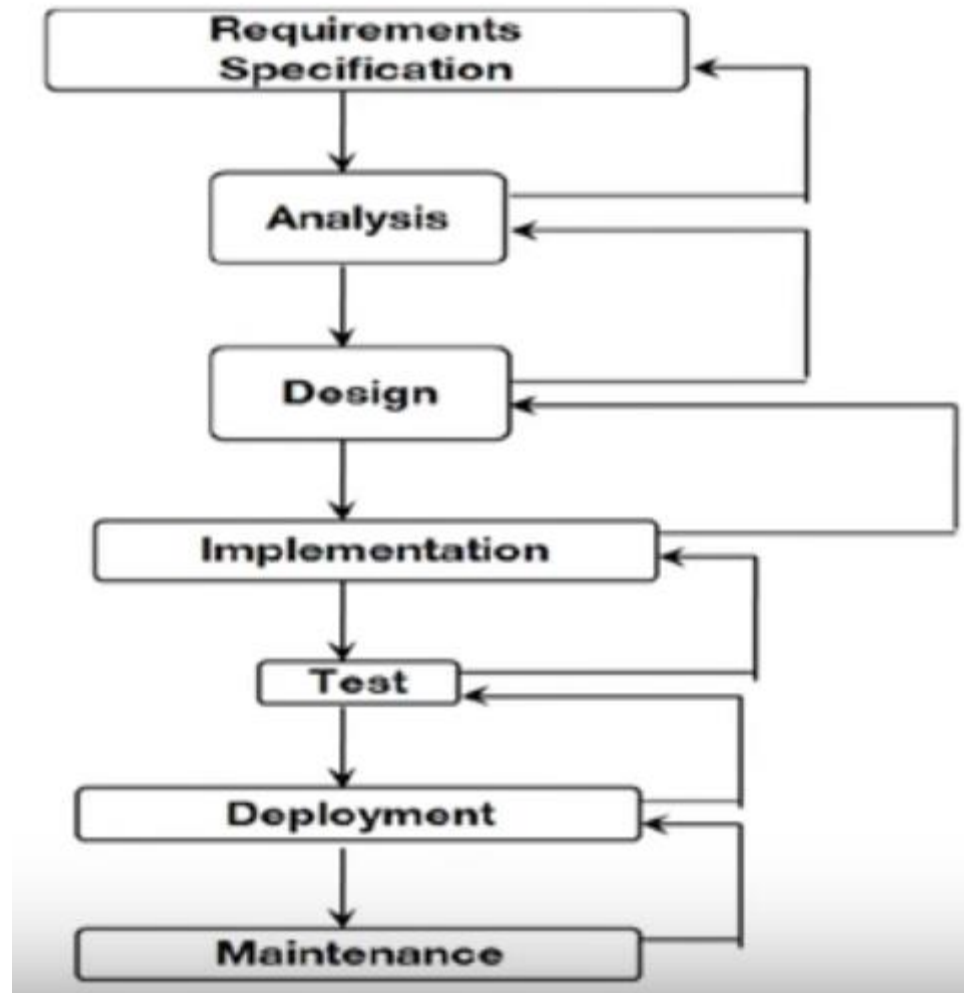 Requirements
Specification
Analysis
Design
Implementation
Test
Deployment
Maintenance